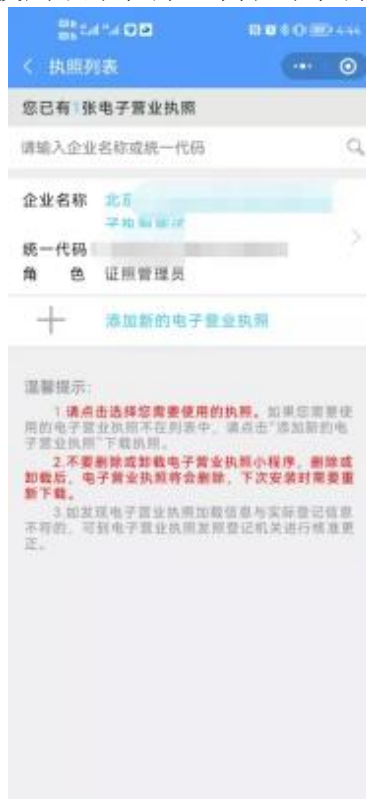 4:44
执照列表
您已有1张电子营业执照
请输入企业名称或统一代码
企业名称 北京
统一代码
角 色 证照管理员
添加新的电子营业执照
温馨提示:
1.请点击选择您需要使用的执照。如果您需要使
用的电子营业执照不在列表中，请点击“添加新的电
子营业执照”下载执照。
2.不要删除或卸载电子营业执照小程序，删除或
卸载后，电子营业执照将会删除，下次安装时需要重
新下载。
3.如发现电子营业执照加载信息与实际登记信息
不符的，可到电子营业执照发照登记机关进行核准更
正。